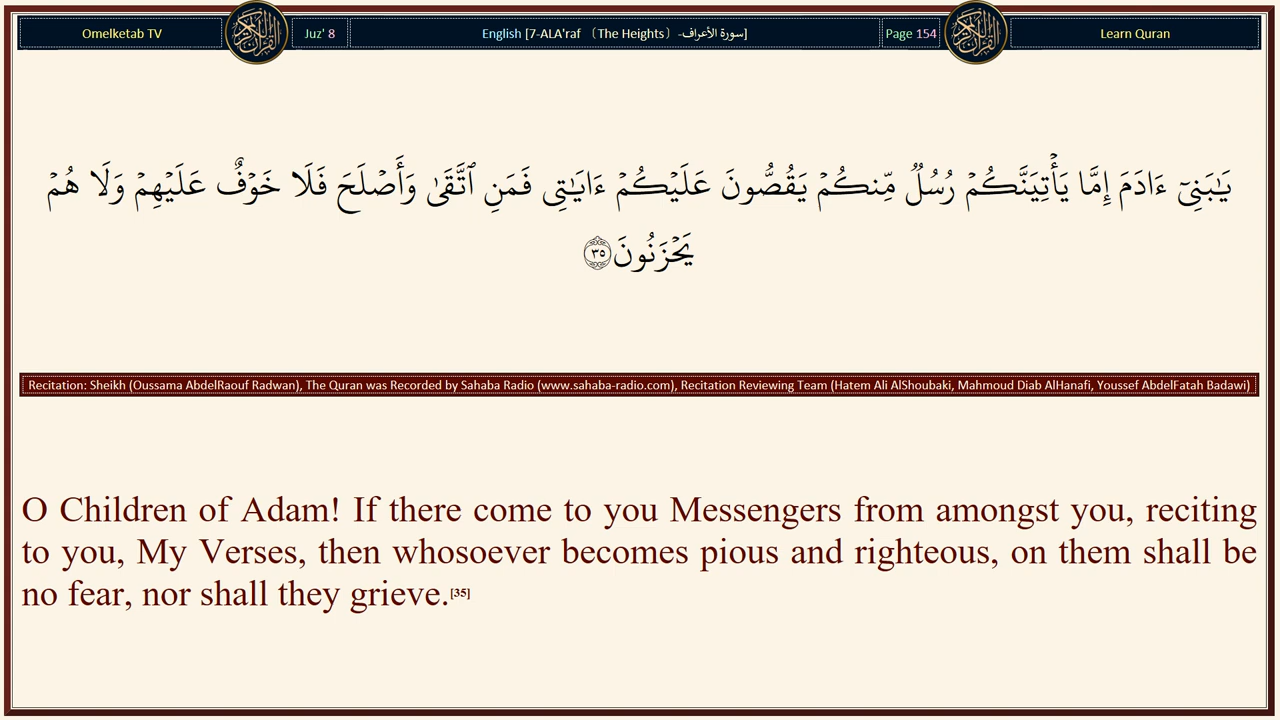 Omelketab TV
Juz' 8
English [7-ALA'raf （The Heights）-سورة الأعراف]
Page 154
Learn Quran
يَٰبَنِىٓ ءَادَمَ إِمَّا يَأۡتِيَنَّكُمۡ رُسُلٌ مِّنكُمۡ يَقُصُّونَ عَلَيۡكُمۡ ءَايَٰتِى فَمَنِ ٱتَّقَىٰ وَأَصۡلَحَ فَلَا خَوۡفٌ عَلَيۡهِمۡ وَلَا هُمۡ
يَحۡزَنُونَ ٣٥
Recitation: Sheikh (Oussama AbdelRaouf Radwan), The Quran was Recorded by Sahaba Radio (www.sahaba-radio.com), Recitation Reviewing Team (Hatem Ali AlShoubaki, Mahmoud Diab AlHanafi, Youssef AbdelFatah Badawi)
O Children of Adam! If there come to you Messengers from amongst you, reciting
to you, My Verses, then whosoever becomes pious and righteous, on them shall be
no fear, nor shall they grieve.[35]